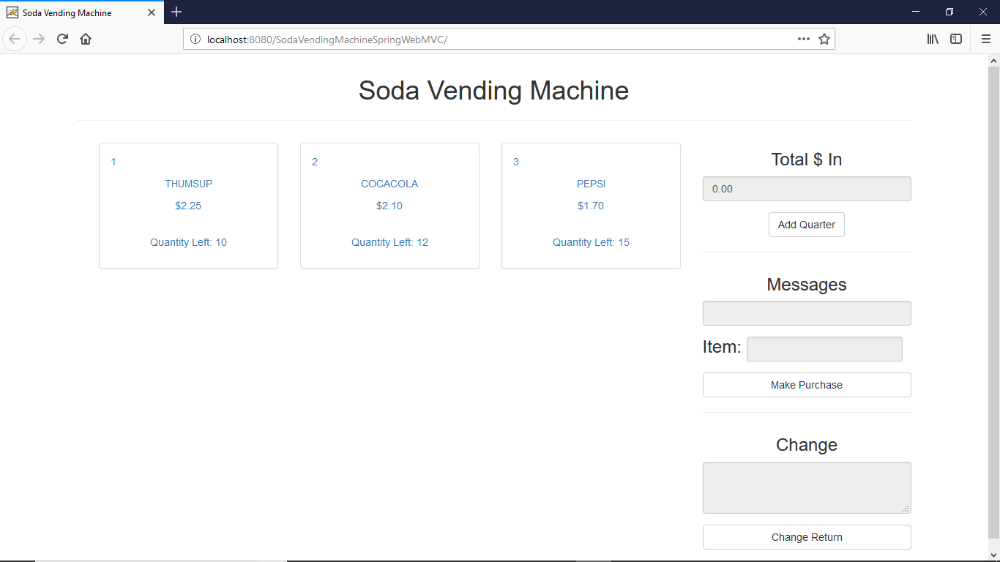 Soda Vending Machine
localhost:8080/SodaVendingMachineSpringWebMVC/
Soda Vending Machine
1
THUMSUP
$2.25
Quantity Left: 10
2
COCACOLA
$2.10
Quantity Left: 12
3
PEPSI
$1.70
Quantity Left: 15
Total $ In
0.00
Add Quarter
Messages
Item:
Make Purchase
Change
Change Return